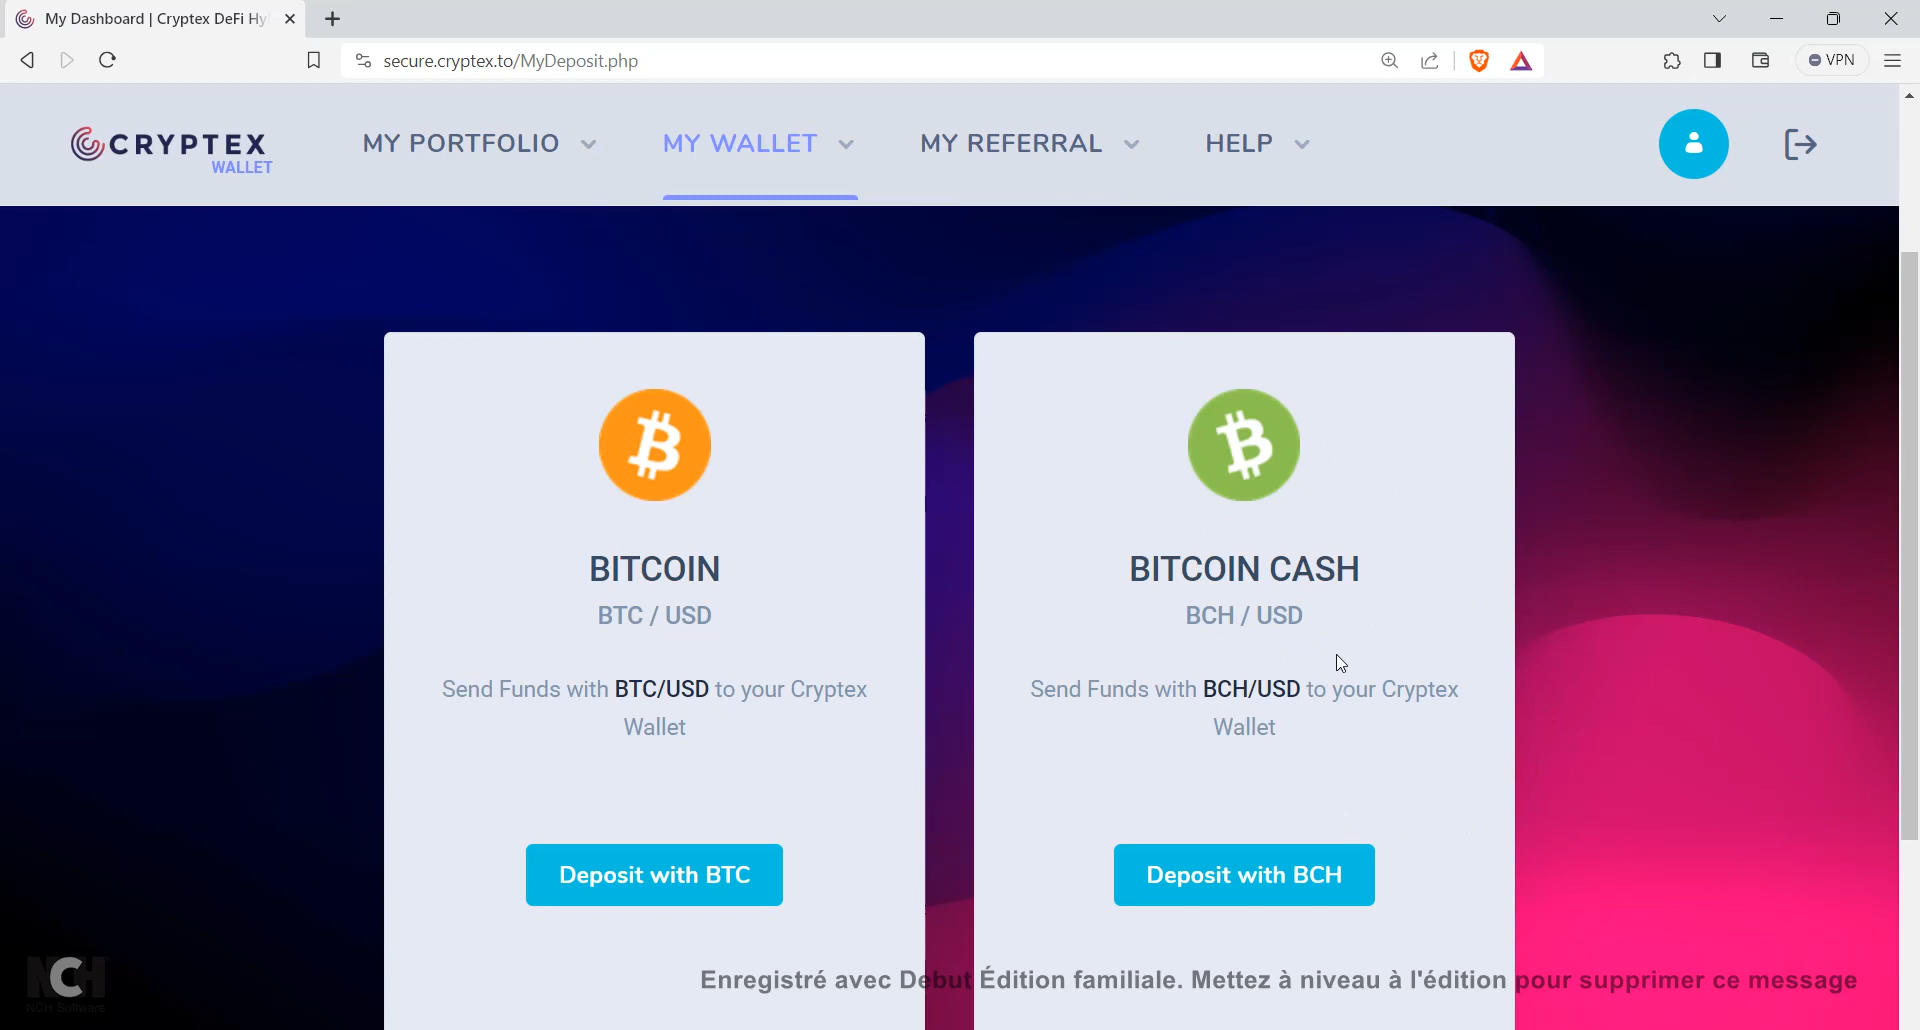 My Dashboard | Cryptex DeFi Hy
secure.cryptex.to/MyDeposit.php
VPN
CRYPTEX
WALLET
MY PORTFOLIO
MY WALLET
MY REFERRAL
HELP
BITCOIN
BTC / USD
Send Funds with BTC/USD to your Cryptex
Wallet
Deposit with BTC
BITCOIN CASH
BCH / USD
Send Funds with BCH/USD to your Cryptex
Wallet
Deposit with BCH
NCH
NCH Software
Enregistré avec Debut Édition familiale. Mettez à niveau à l'édition pour supprimer ce message